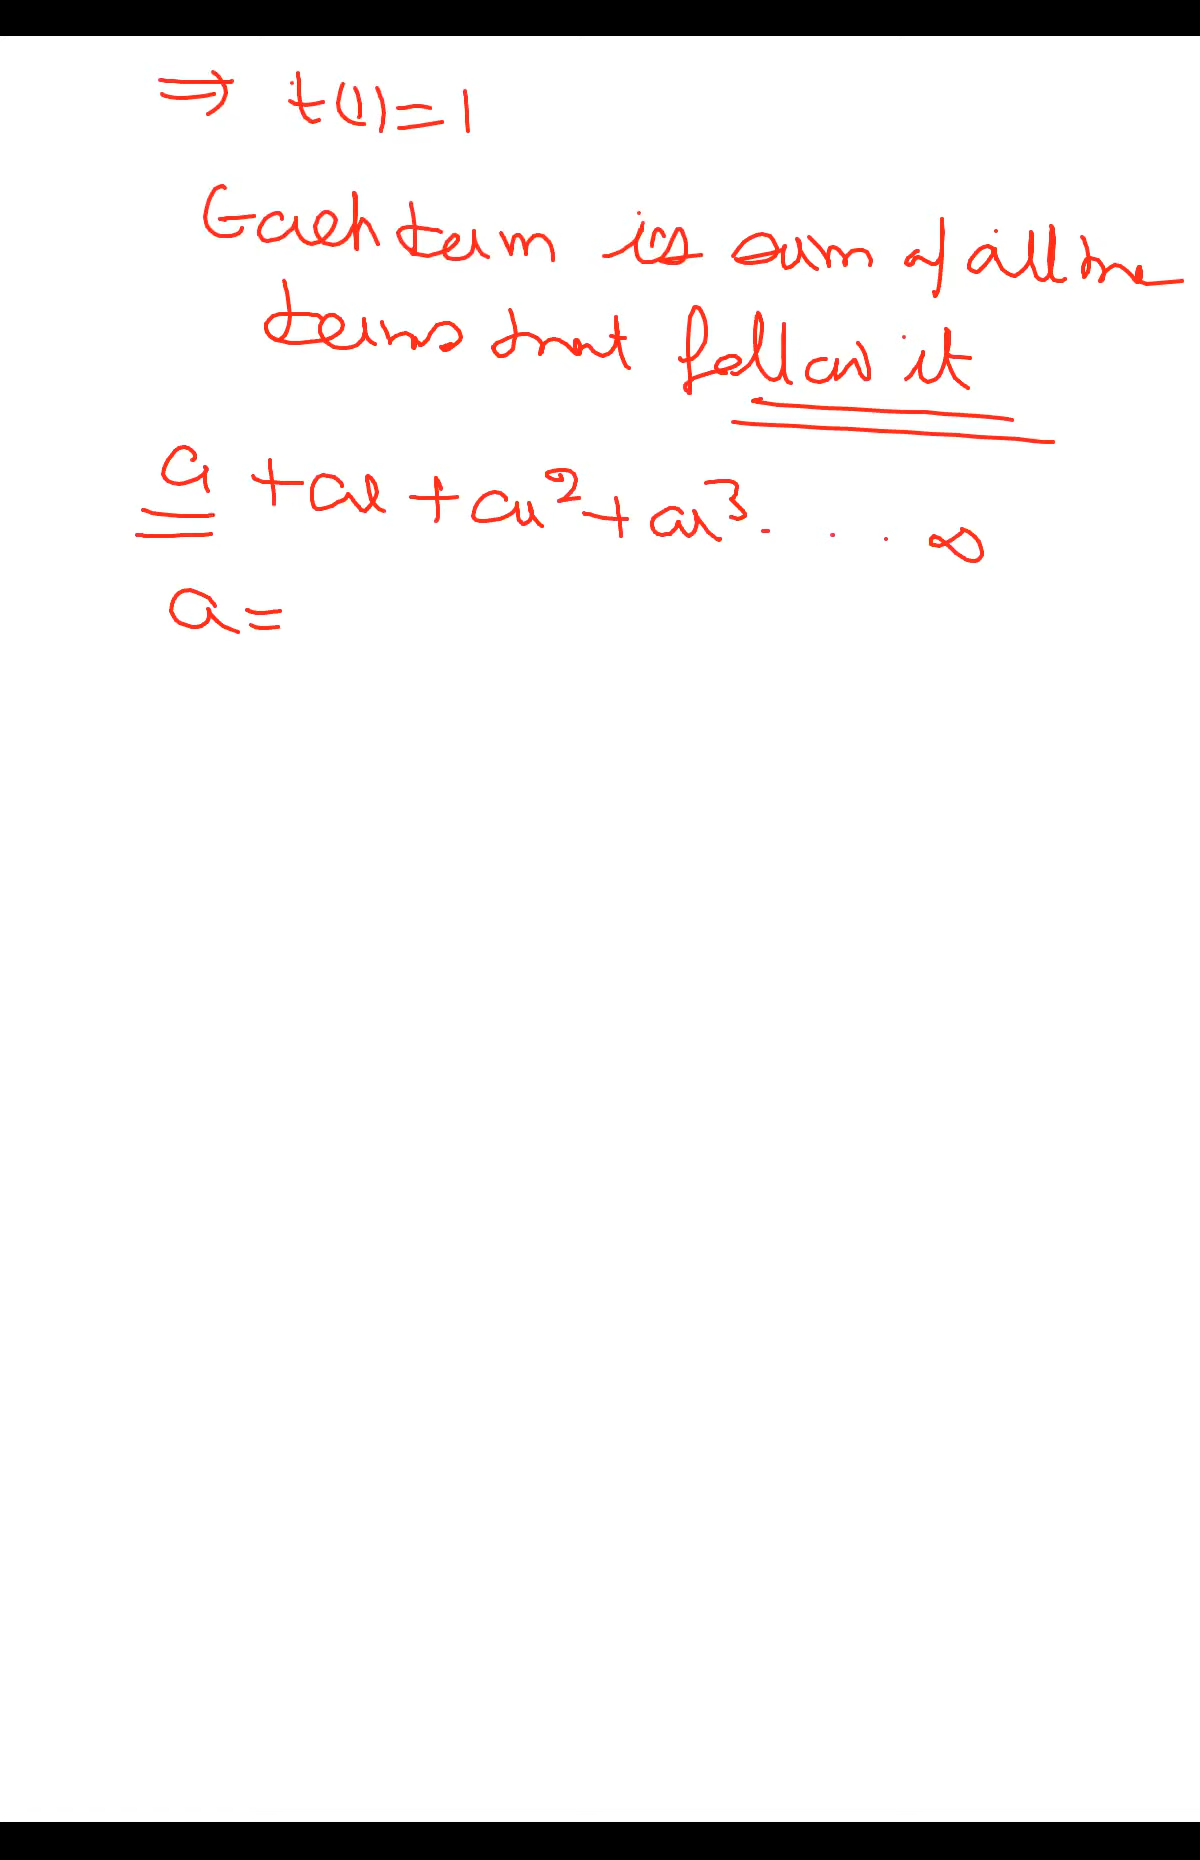 ⇒ t(1)=1
Each term is sum of all the
terms that follow it
a + ar + ar² + ar³ . . . ∞
a =